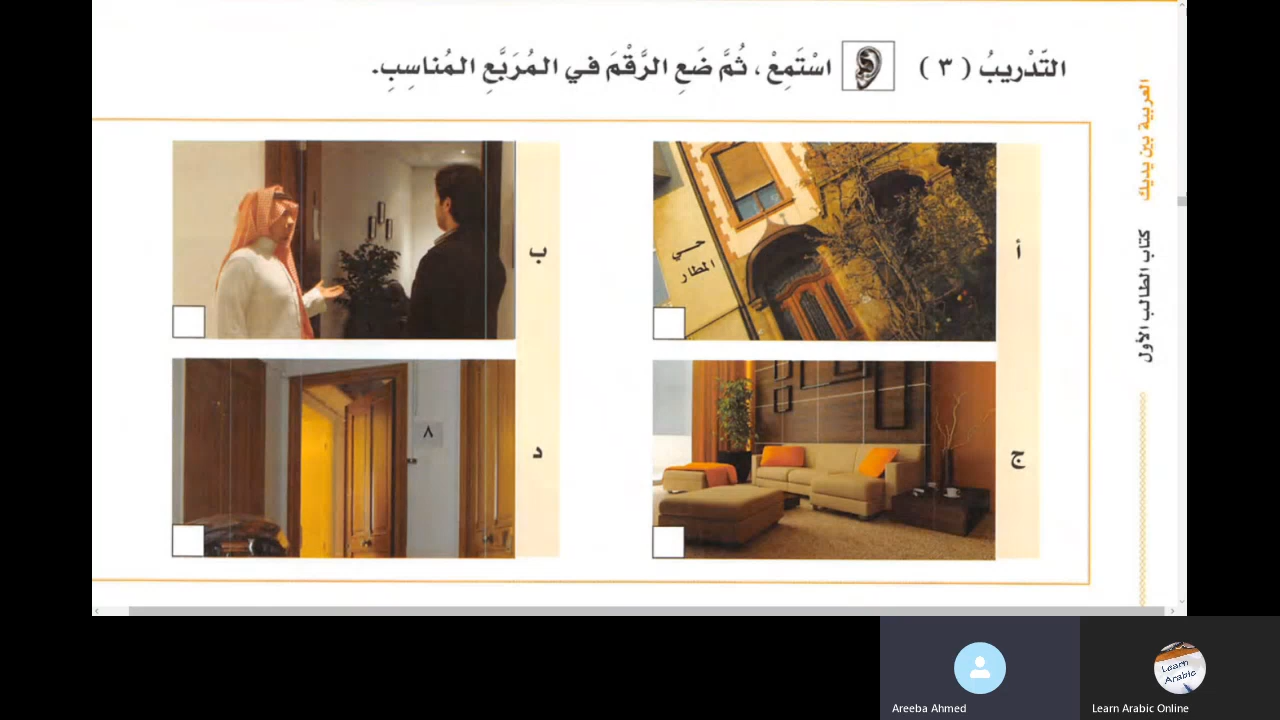 التَّدْرِيبُ ( ٣ ) اسْتَمِعْ ، ثُمَّ ضَعِ الرَّقْمَ في المُرَبَّعِ المُناسِبِ.
أ
حي
المطار
ب
ج
د
٨
العربية بين يديك
كتاب الطالب الأول
Areeba Ahmed
Learn
Arabic
Learn Arabic Online